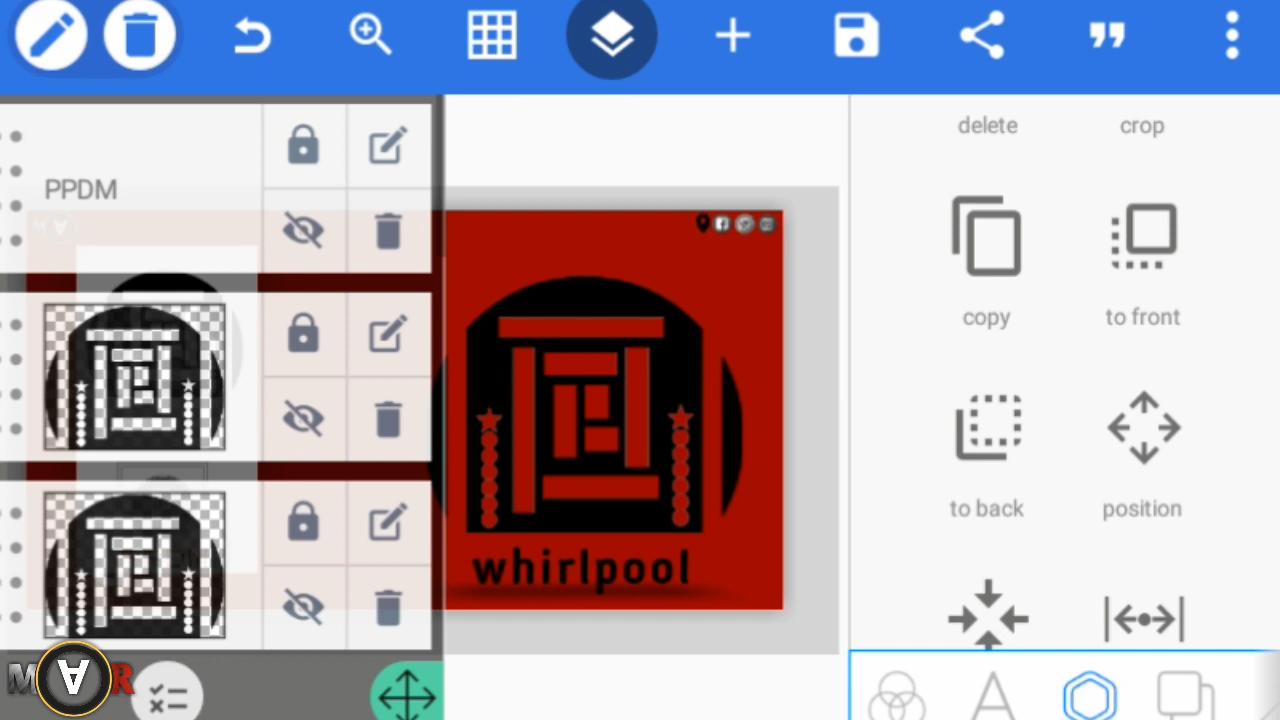 delete
crop
PPDM
copy
to front
to back
position
whirlpool